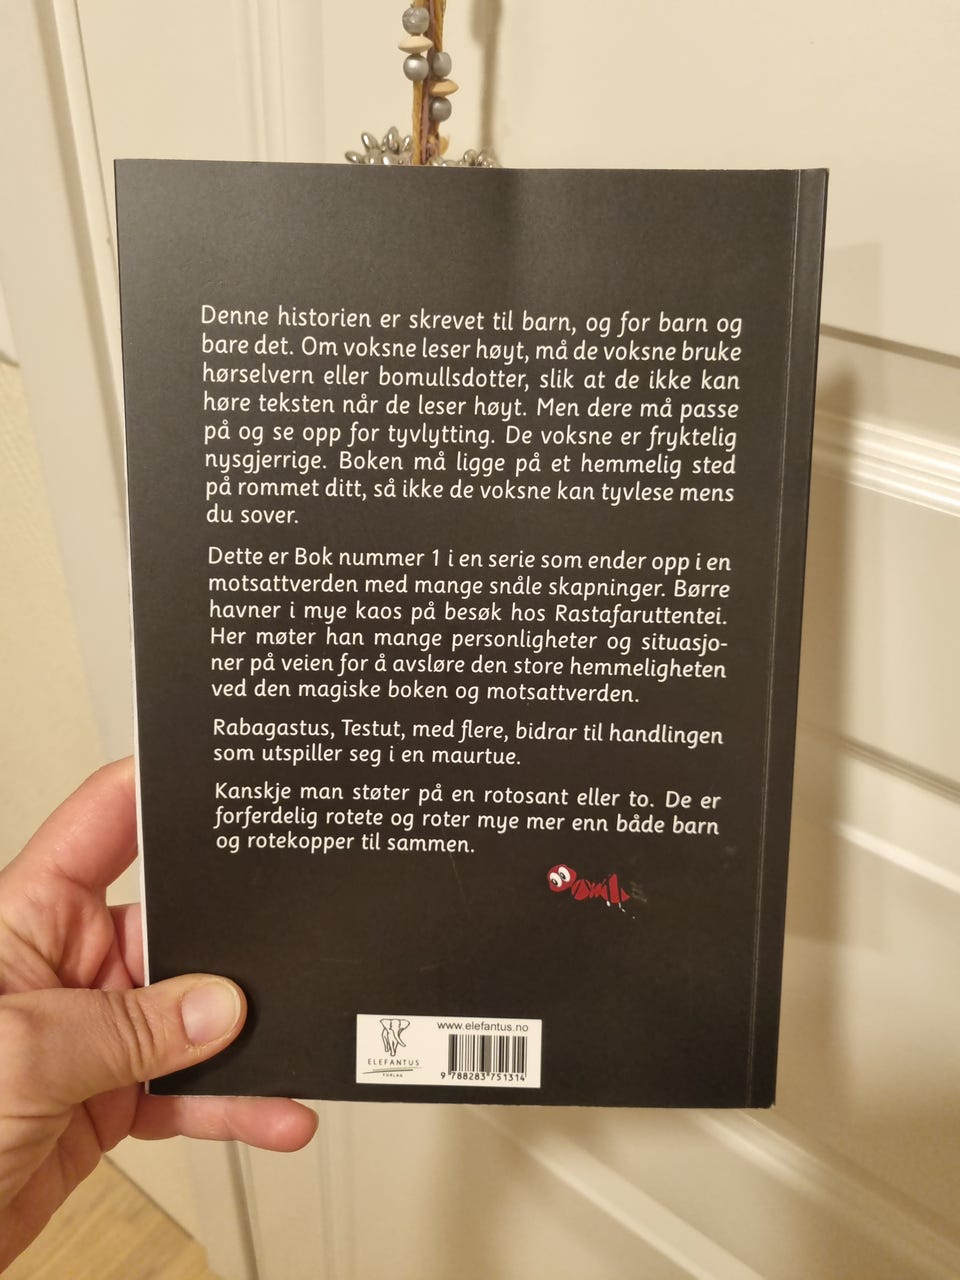 Denne historien er skrevet til barn, og for barn og
bare det. Om voksne leser høyt, må de voksne bruke
hørselvern eller bomullsdotter, slik at de ikke kan
høre teksten når de leser høyt. Men dere må passe
på og se opp for tyvlytting. De voksne er fryktelig
nysgjerrige. Boken må ligge på et hemmelig sted
på rommet ditt, så ikke de voksne kan tyvlese mens
du sover.
Dette er Bok nummer 1 i en serie som ender opp i en
motsattverden med mange snåle skapninger. Børre
havner i mye kaos på besøk hos Rastafaruttentei.
Her møter han mange personligheter og situasjo-
ner på veien for å avsløre den store hemmeligheten
ved den magiske boken og motsattverden.
Rabagastus, Testut, med flere, bidrar til handlingen
som utspiller seg i en maurtue.
Kanskje man støter på en rotosant eller to. De er
forferdelig rotete og roter mye mer enn både barn
og rotekopper til sammen.
ELEFANTUS
FORLAG
www.elefantus.no
9 788283 751314